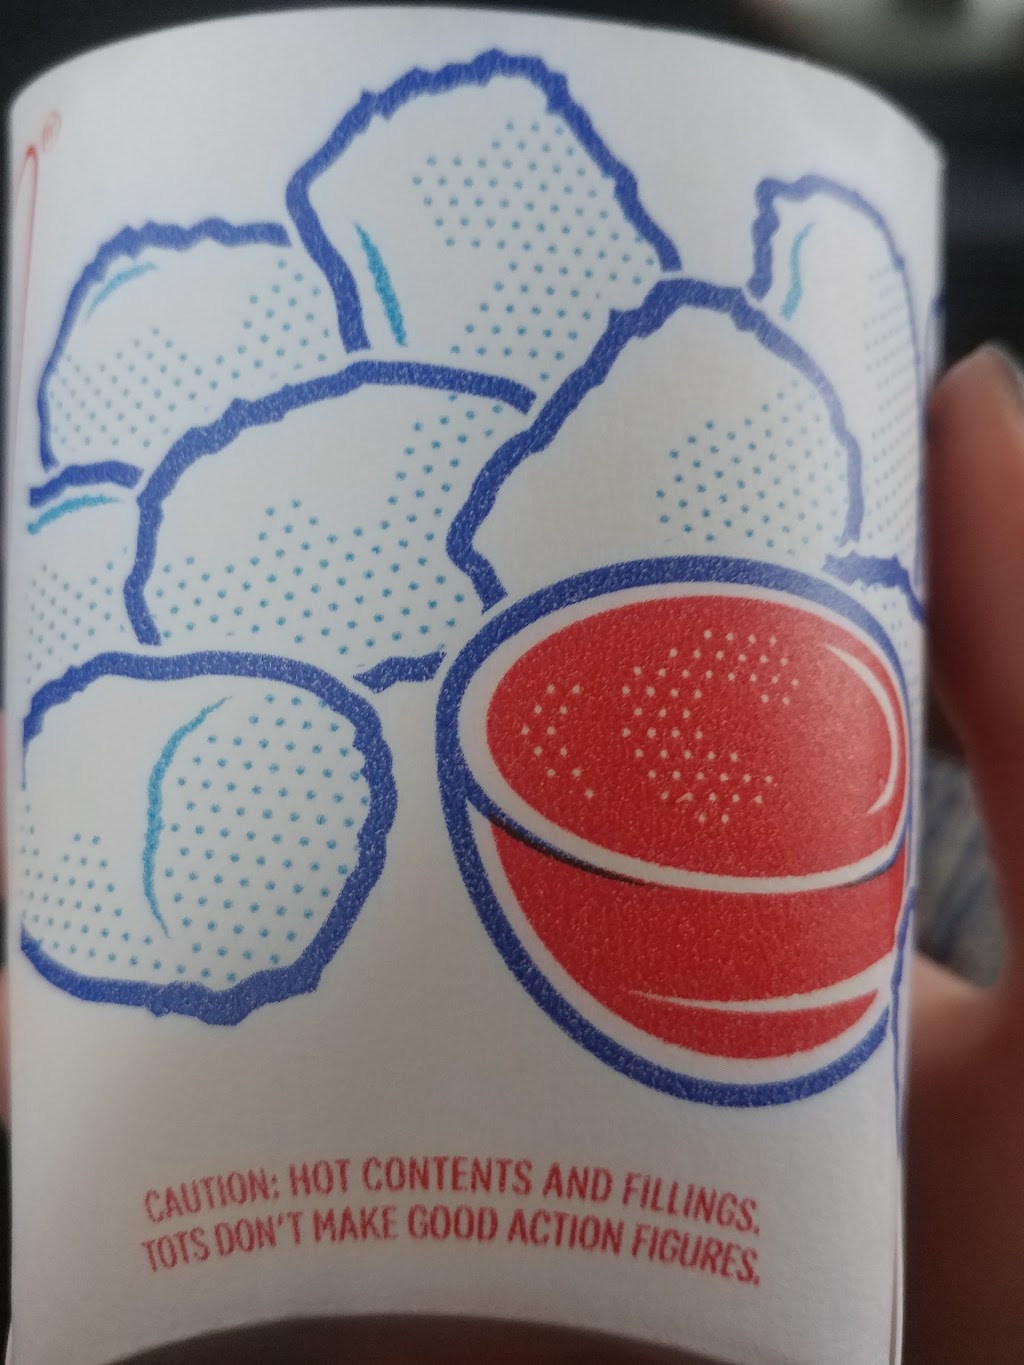 ®
CAUTION: HOT CONTENTS AND FILLINGS.
TOTS DON'T MAKE GOOD ACTION FIGURES.